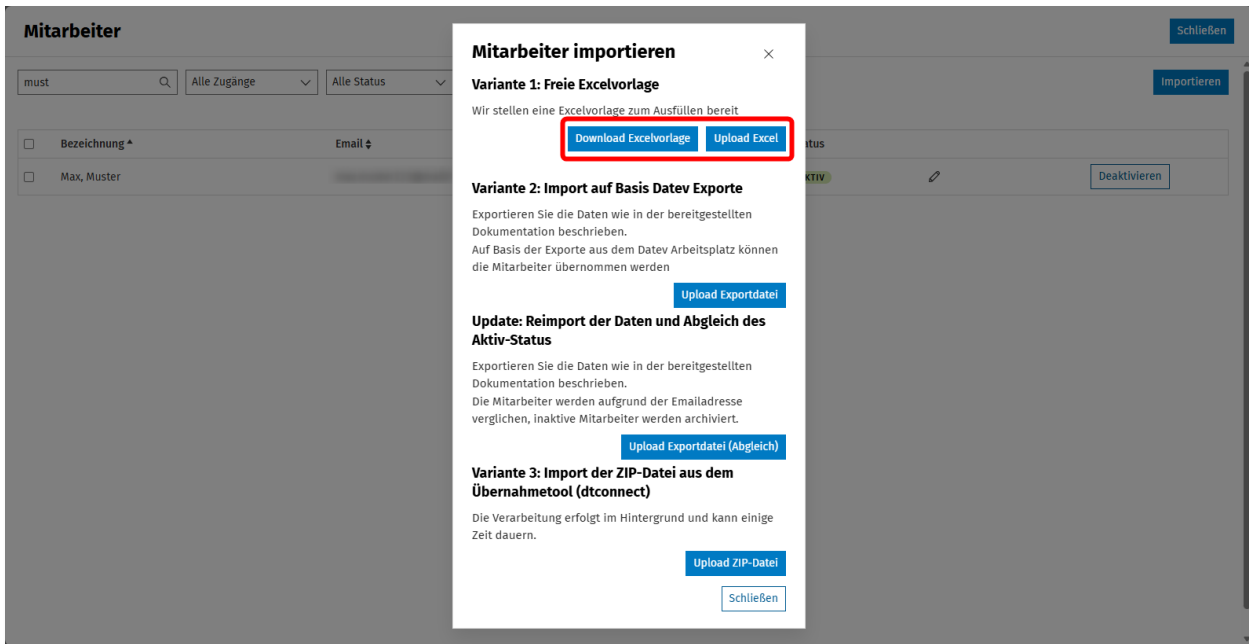 Mitarbeiter
Schließen
must
Alle Zugänge
Alle Status
Importieren
Bezeichnung
Email
tus
Max, Muster
KTIV
Deaktivieren
Mitarbeiter importieren
Variante 1: Freie Excelvorlage
Wir stellen eine Excelvorlage zum Ausfüllen bereit
Download Excelvorlage
Upload Excel
Variante 2: Import auf Basis Datev Exporte
Exportieren Sie die Daten wie in der bereitgestellten
Dokumentation beschrieben.
Auf Basis der Exporte aus dem Datev Arbeitsplatz können
die Mitarbeiter übernommen werden
Upload Exportdatei
Update: Reimport der Daten und Abgleich des
Aktiv-Status
Exportieren Sie die Daten wie in der bereitgestellten
Dokumentation beschrieben.
Die Mitarbeiter werden aufgrund der Emailadresse
verglichen, inaktive Mitarbeiter werden archiviert.
Upload Exportdatei (Abgleich)
Variante 3: Import der ZIP-Datei aus dem
Übernahmetool (dtconnect)
Die Verarbeitung erfolgt im Hintergrund und kann einige
Zeit dauern.
Upload ZIP-Datei
Schließen